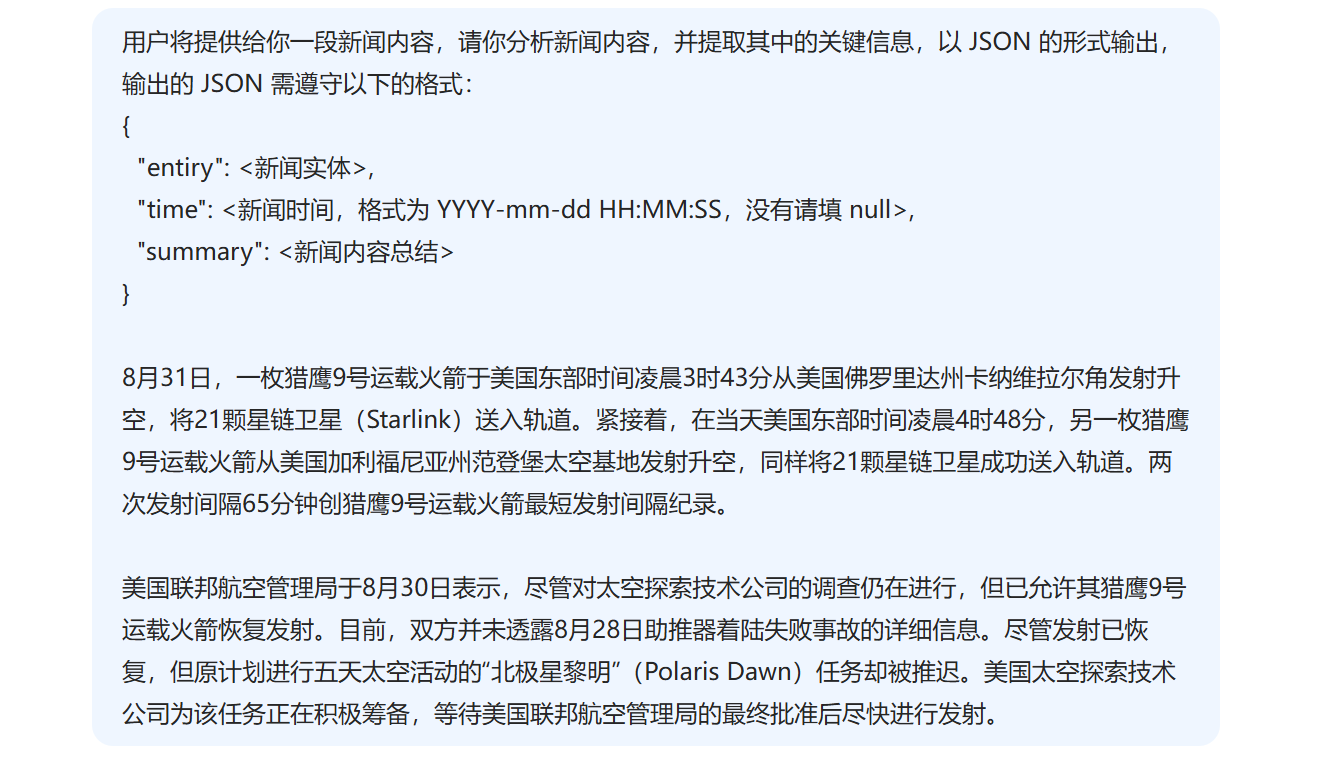 用户将提供给你一段新闻内容，请你分析新闻内容，并提取其中的关键信息，以 JSON 的形式输出，
输出的 JSON 需遵守以下的格式：
{
  "entiry": <新闻实体>,
  "time": <新闻时间，格式为 YYYY-mm-dd HH:MM:SS，没有请填 null>,
  "summary": <新闻内容总结>
}
8月31日，一枚猎鹰9号运载火箭于美国东部时间凌晨3时43分从美国佛罗里达州卡纳维拉尔角发射升
空，将21颗星链卫星（Starlink）送入轨道。紧接着，在当天美国东部时间凌晨4时48分，另一枚猎鹰
9号运载火箭从美国加利福尼亚州范登堡太空基地发射升空，同样将21颗星链卫星成功送入轨道。两
次发射间隔65分钟创猎鹰9号运载火箭最短发射间隔纪录。
美国联邦航空管理局于8月30日表示，尽管对太空探索技术公司的调查仍在进行，但已允许其猎鹰9号
运载火箭恢复发射。目前，双方并未透露8月28日助推器着陆失败事故的详细信息。尽管发射已恢
复，但原计划进行五天太空活动的“北极星黎明”（Polaris Dawn）任务却被推迟。美国太空探索技术
公司为该任务正在积极筹备，等待美国联邦航空管理局的最终批准后尽快进行发射。